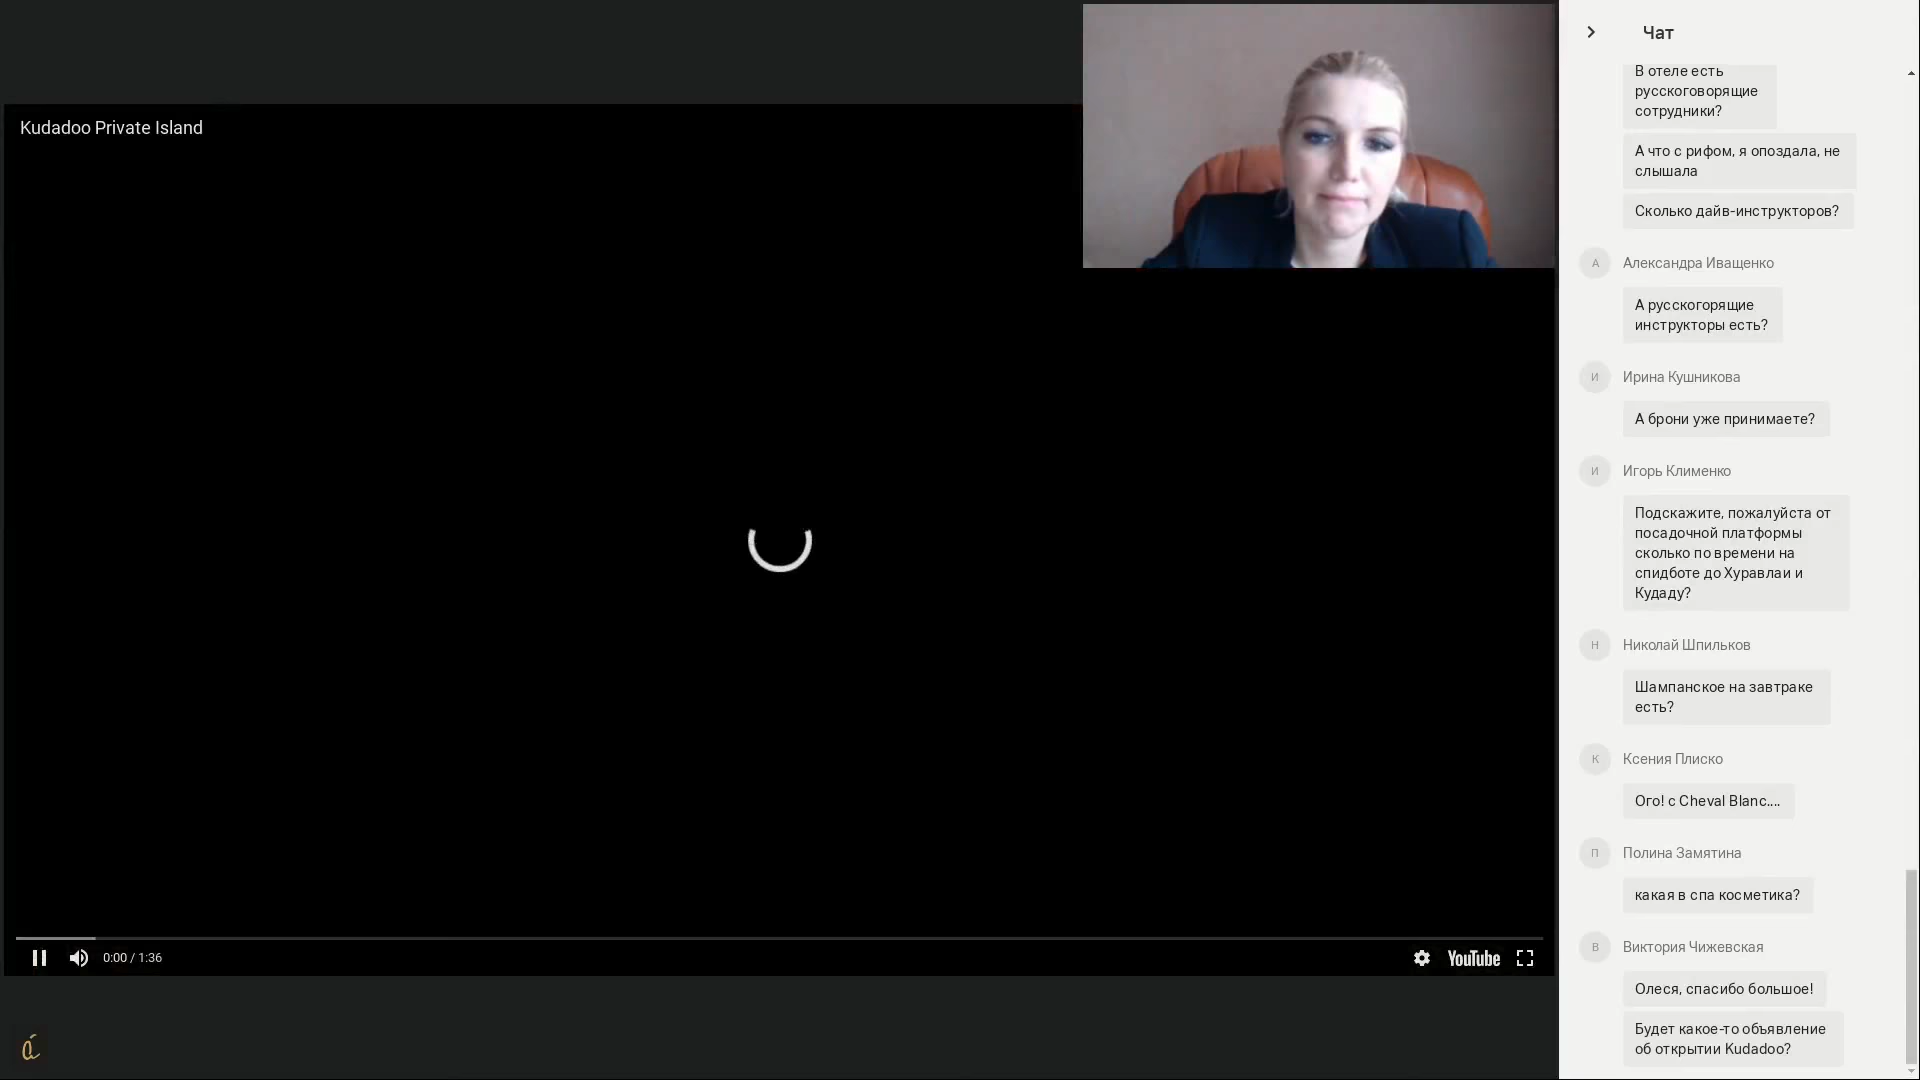 Kudadoo Private Island
0:00 / 1:36
YouTube
á
Чат
В отеле есть
русскоговорящие
сотрудники?
А что с рифом, я опоздала, не
слышала
Сколько дайв-инструкторов?
А
Александра Иващенко
А русскогорящие
инструкторы есть?
И
Ирина Кушникова
А брони уже принимаете?
И
Игорь Клименко
Подскажите, пожалуйста от
посадочной платформы
сколько по времени на
спидботе до Хуравлаи и
Кудаду?
Н
Николай Шпильков
Шампанское на завтраке
есть?
К
Ксения Плиско
Ого! с Cheval Blanc....
П
Полина Замятина
какая в спа косметика?
В
Виктория Чижевская
Олеся, спасибо большое!
Будет какое-то объявление
об открытии Kudadoo?